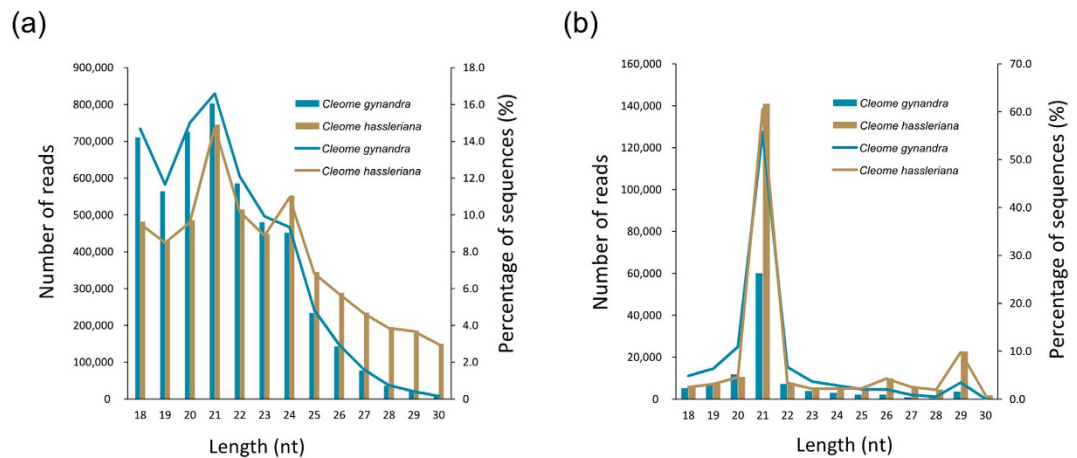 (a)
900,000
800,000
700,000
600,000
500,000
400,000
300,000
200,000
100,000
0
Number of reads
18.0
16.0
14.0
12.0
10.0
8.0
6.0
4.0
2.0
0.0
Percentage of sequences (%)
Cleome gynandra
Cleome hassleriana
Cleome gynandra
Cleome hassleriana
18 19 20 21 22 23 24 25 26 27 28 29 30
Length (nt)
(b)
160,000
140,000
120,000
100,000
80,000
60,000
40,000
20,000
0
Number of reads
70.0
60.0
50.0
40.0
30.0
20.0
10.0
0.0
Percentage of sequences (%)
Cleome gynandra
Cleome hassleriana
Cleome gynandra
Cleome hassleriana
18 19 20 21 22 23 24 25 26 27 28 29 30
Length (nt)